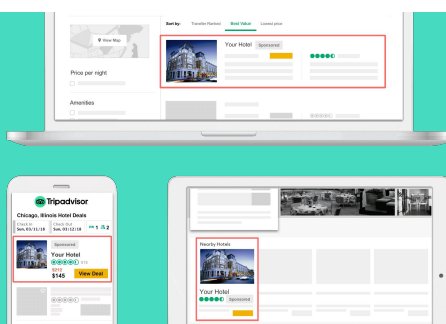 Sort by: Traveler Ranked Best Value Lowest price
View Map
Your Hotel Sponsored
Price per night
Amenities
Tripadvisor
Chicago, Illinois Hotel Deals
Check In Check Out
Sun, 03/11/18 Sun, 03/12/18 1 2
Sponsored
Your Hotel
$210
$145 View Deal
Nearby Hotels
Your Hotel
Sponsored